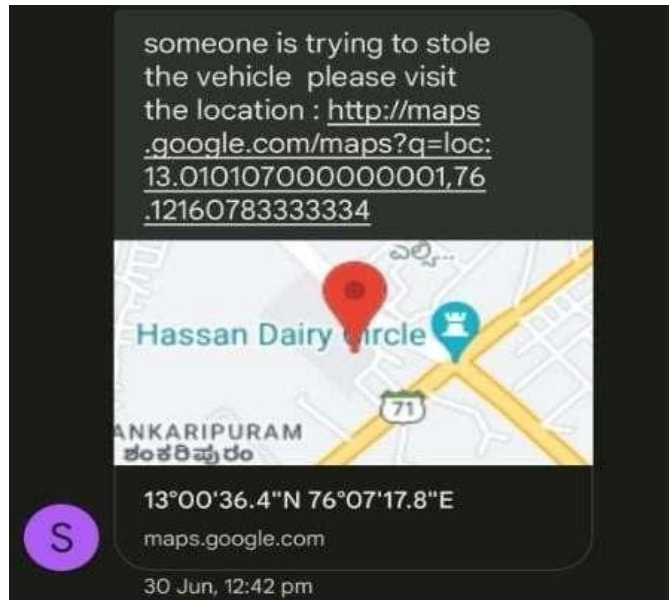 someone is trying to stole
the vehicle please visit
the location : http://maps
.google.com/maps?q=loc:
13.010107000000001,76
.12160783333334
ಎಲ್ಸಿ...
Hassan Dairy Circle
71
ANKARIPURAM
ಶಂಕರಿಪುರಂ
13°00'36.4"N 76°07'17.8"E
S
maps.google.com
30 Jun, 12:42 pm